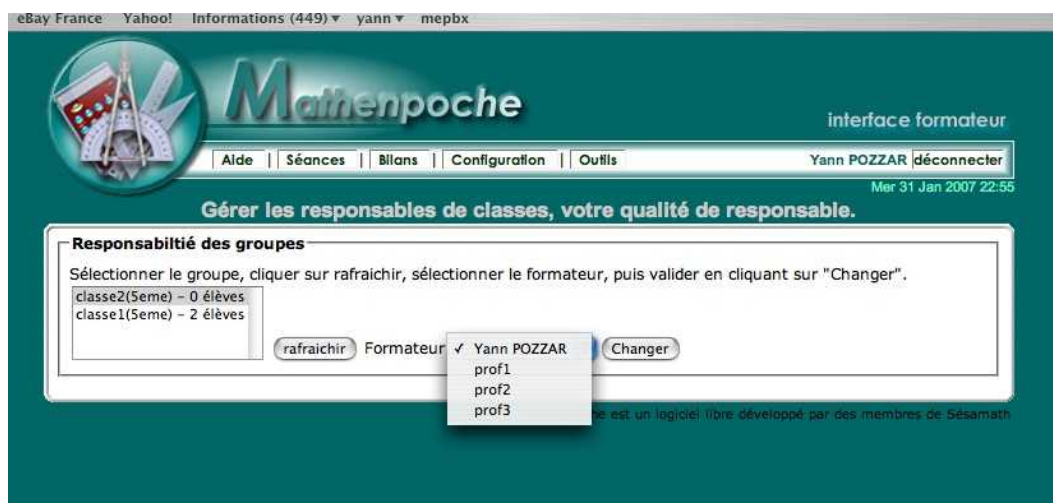 eBay France Yahoo! Informations (449) ▾ yann ▾ mepbx
Mathenpoche
interface formateur
Aide | Séances | Bilans | Configuration | Outils
Yann POZZAR déconnecter
Mer 31 Jan 2007 22:55
Gérer les responsables de classes, votre qualité de responsable.
Responsabiltié des groupes
Sélectionner le groupe, cliquer sur rafraichir, sélectionner le formateur, puis valider en cliquant sur "Changer".
classe2(5eme) – 0 élèves
classe1(5eme) – 2 élèves
rafraichir Formateur ✓ Yann POZZAR Changer
prof1
prof2
prof3
he est un logiciel libre développé par des membres de Sésamath